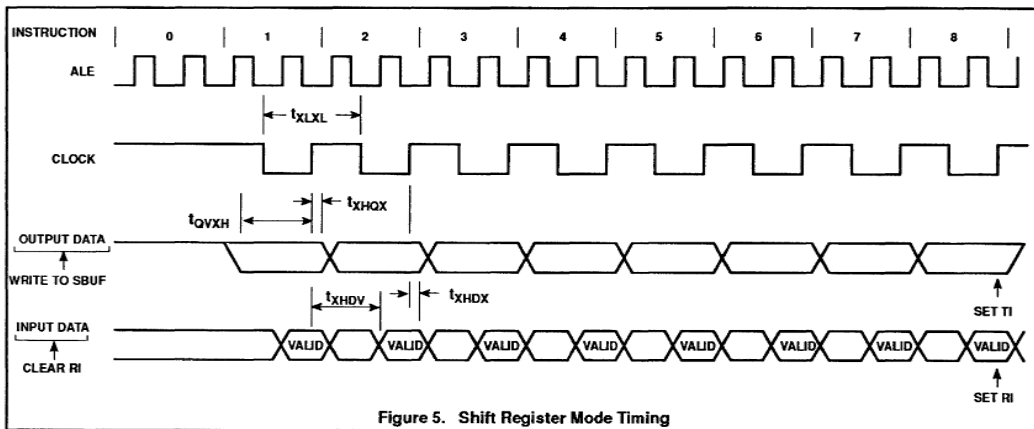 INSTRUCTION 0 1 2 3 4 5 6 7 8
ALE
tXLXL
CLOCK
tQVXH tXHQX
OUTPUT DATA
WRITE TO SBUF
tXHDV tXHDX
SET TI
INPUT DATA
VALID VALID VALID VALID VALID VALID VALID VALID
CLEAR RI
SET RI
Figure 5. Shift Register Mode Timing